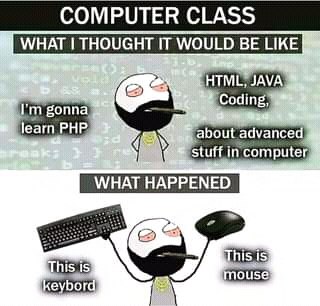 COMPUTER CLASS
WHAT I THOUGHT IT WOULD BE LIKE
HTML, JAVA
Coding,
I'm gonna
learn PHP
about advanced
stuff in computer
WHAT HAPPENED
This is
keybord
This is
mouse